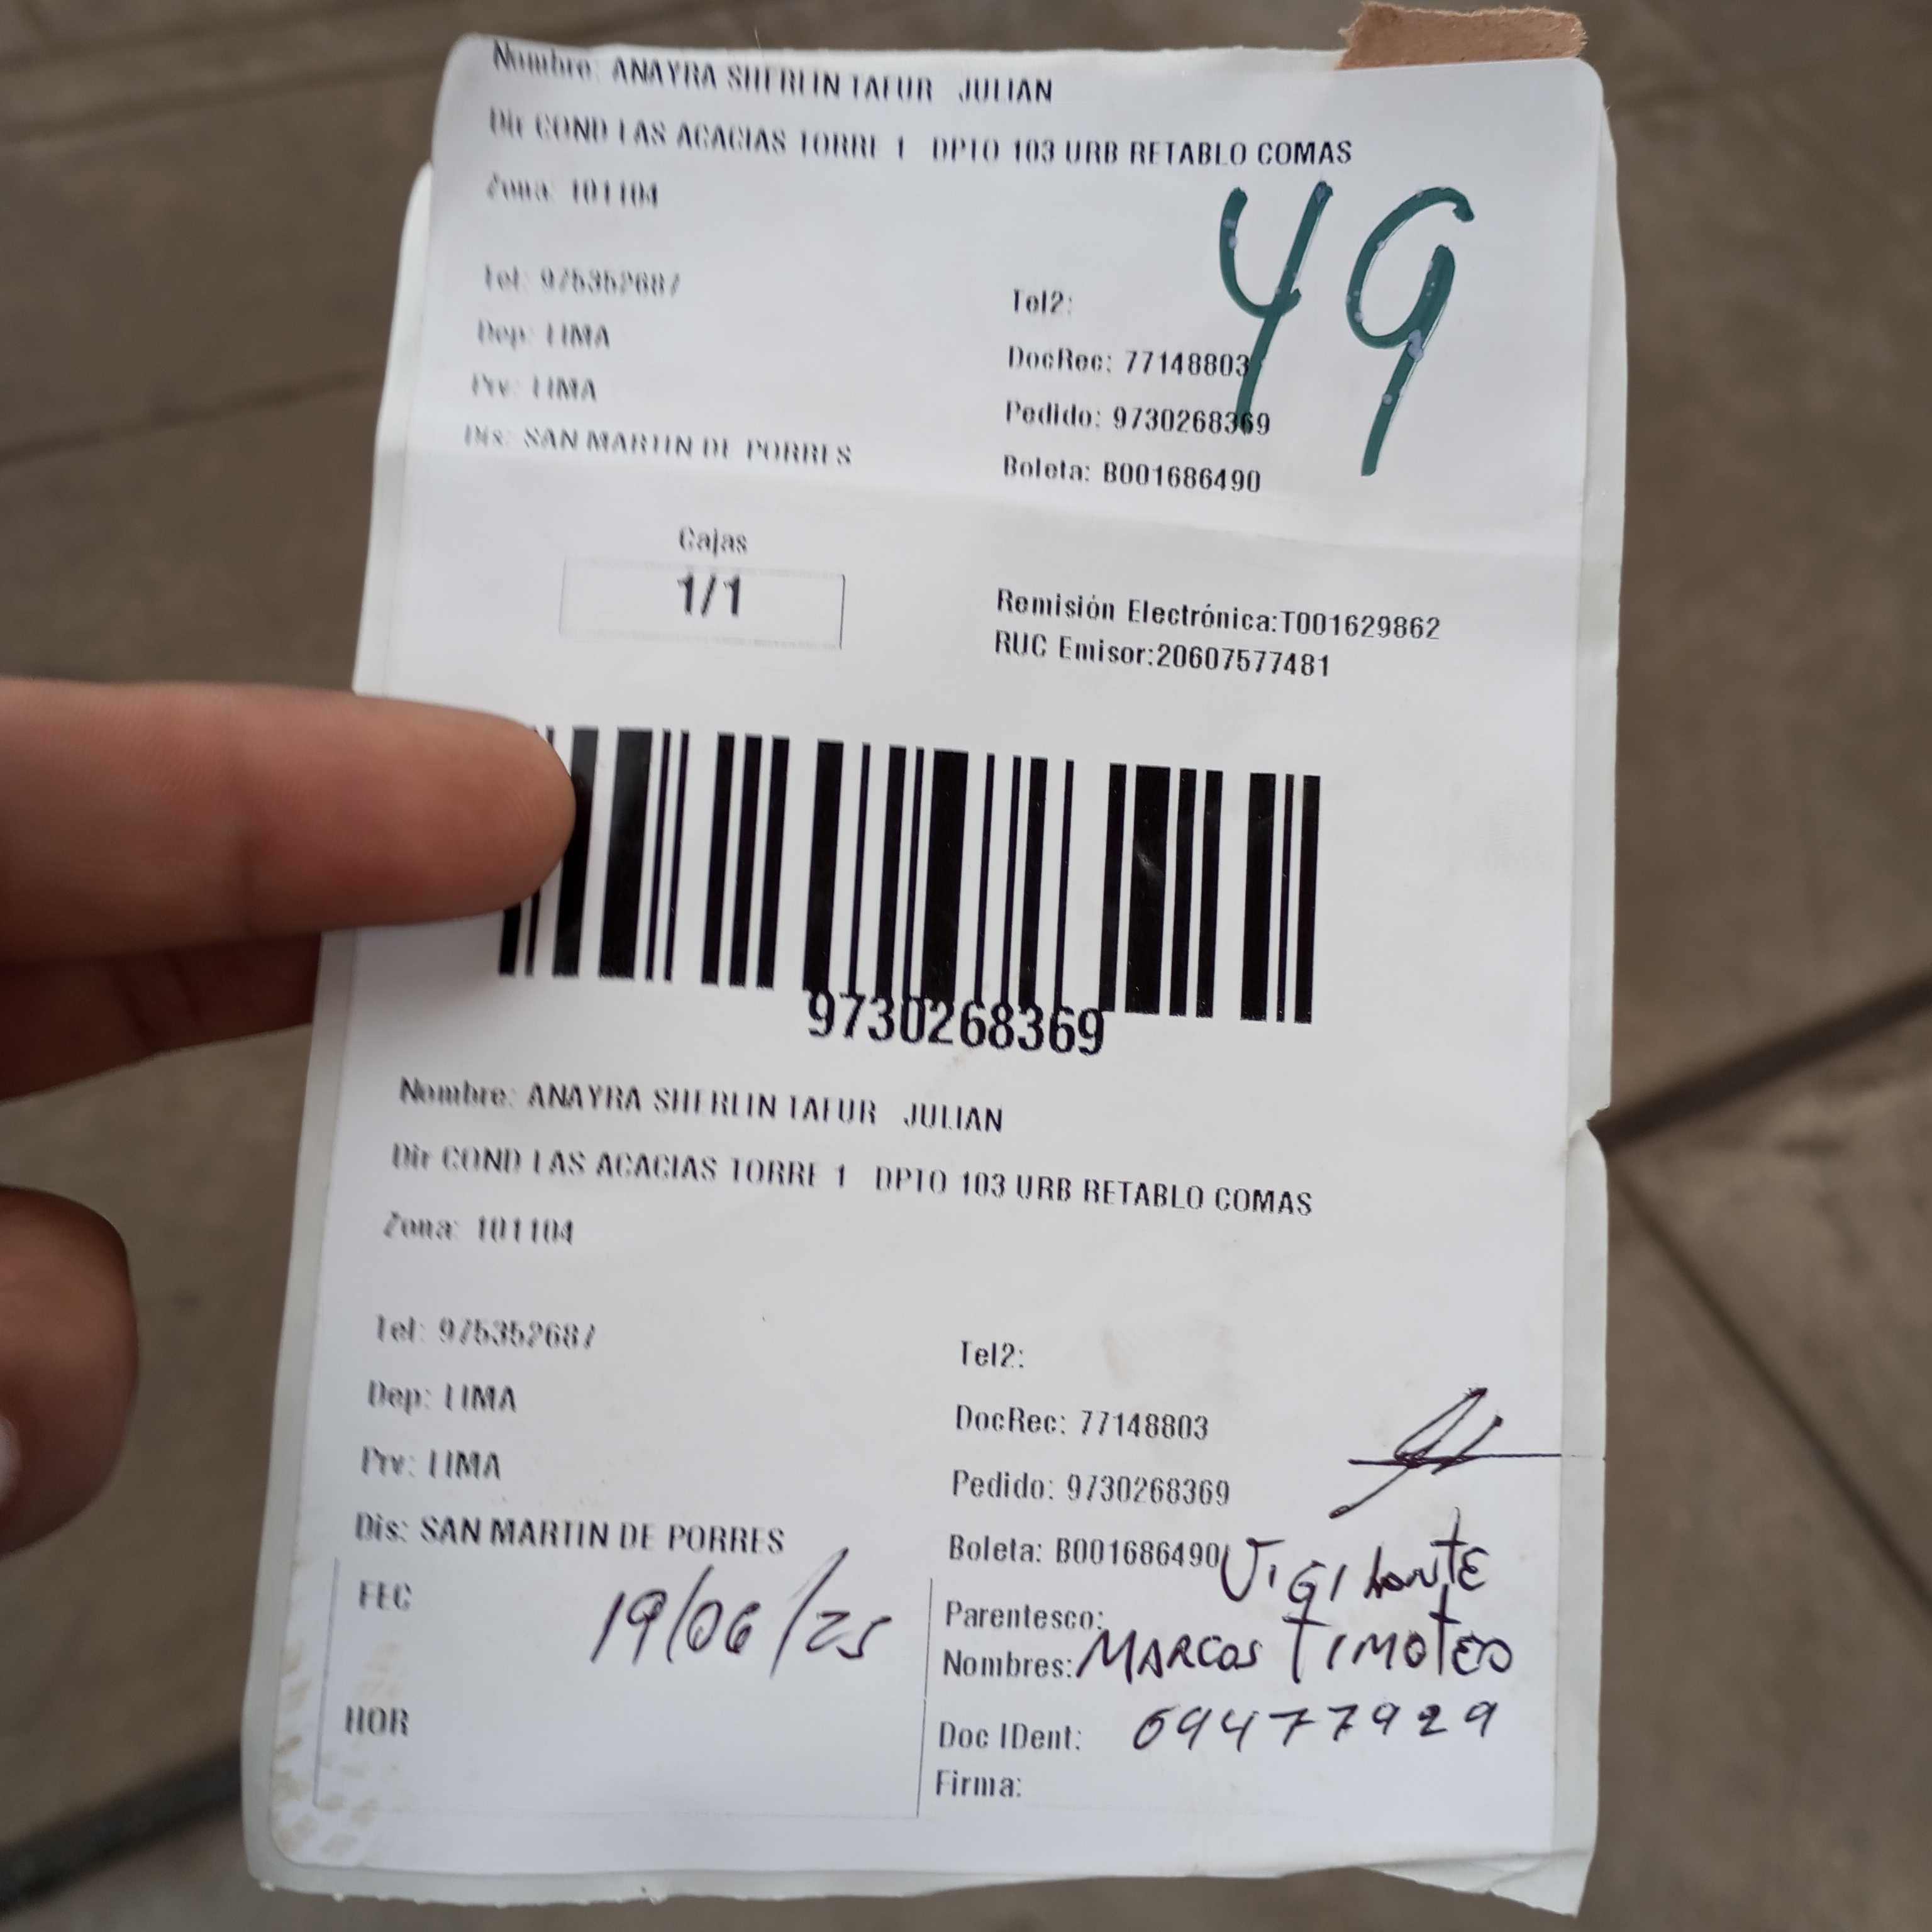 Nombre: ANAYRA SHERLIN TAFUR JULIAN
Dir COND LAS ACACIAS TORRE 1 DPTO 103 URB RETABLO COMAS
Zona: 101104
49
Tel: 975352687
Tel2:
Dep: LIMA
DocRec: 77148803
Prv: LIMA
Pedido: 9730268369
Dis: SAN MARTIN DE PORRES
Boleta: B001686490
Cajas
1/1
Remisión Electrónica:T001629862
RUC Emisor:20607577481
9730268369
Nombre: ANAYRA SHERLIN TAFUR JULIAN
Dir COND LAS ACACIAS TORRE 1 DPTO 103 URB RETABLO COMAS
Zona: 101104
Tel: 975352687
Tel2:
Dep: LIMA
DocRec: 77148803
Prv: LIMA
Pedido: 9730268369
Dis: SAN MARTIN DE PORRES
Boleta: B001686490
FEC 19/06/25
Parentesco: VIGIlanTE
Nombres: MARCOS TIMOTEO
HOR
Doc IDent: 09477929
Firma: